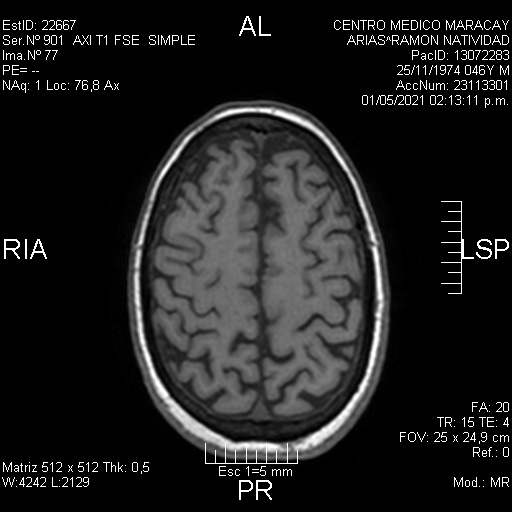 EstID: 22667
Ser.Nº 901 AXI T1 FSE SIMPLE
Ima.Nº 77
PE= --
NAq: 1 Loc: 76,8 Ax
AL
CENTRO MEDICO MARACAY
ARIAS^RAMON NATIVIDAD
PacID: 13072283
25/11/1974 046Y M
AccNum: 23113301
01/05/2021 02:13:11 p.m.
RIA
LSP
FA: 20
TR: 15 TE: 4
FOV: 25 x 24,9 cm
Ref.: 0
Matriz 512 x 512 Thk: 0,5
W:4242 L:2129
Esc 1=5 mm
PR
Mod.: MR